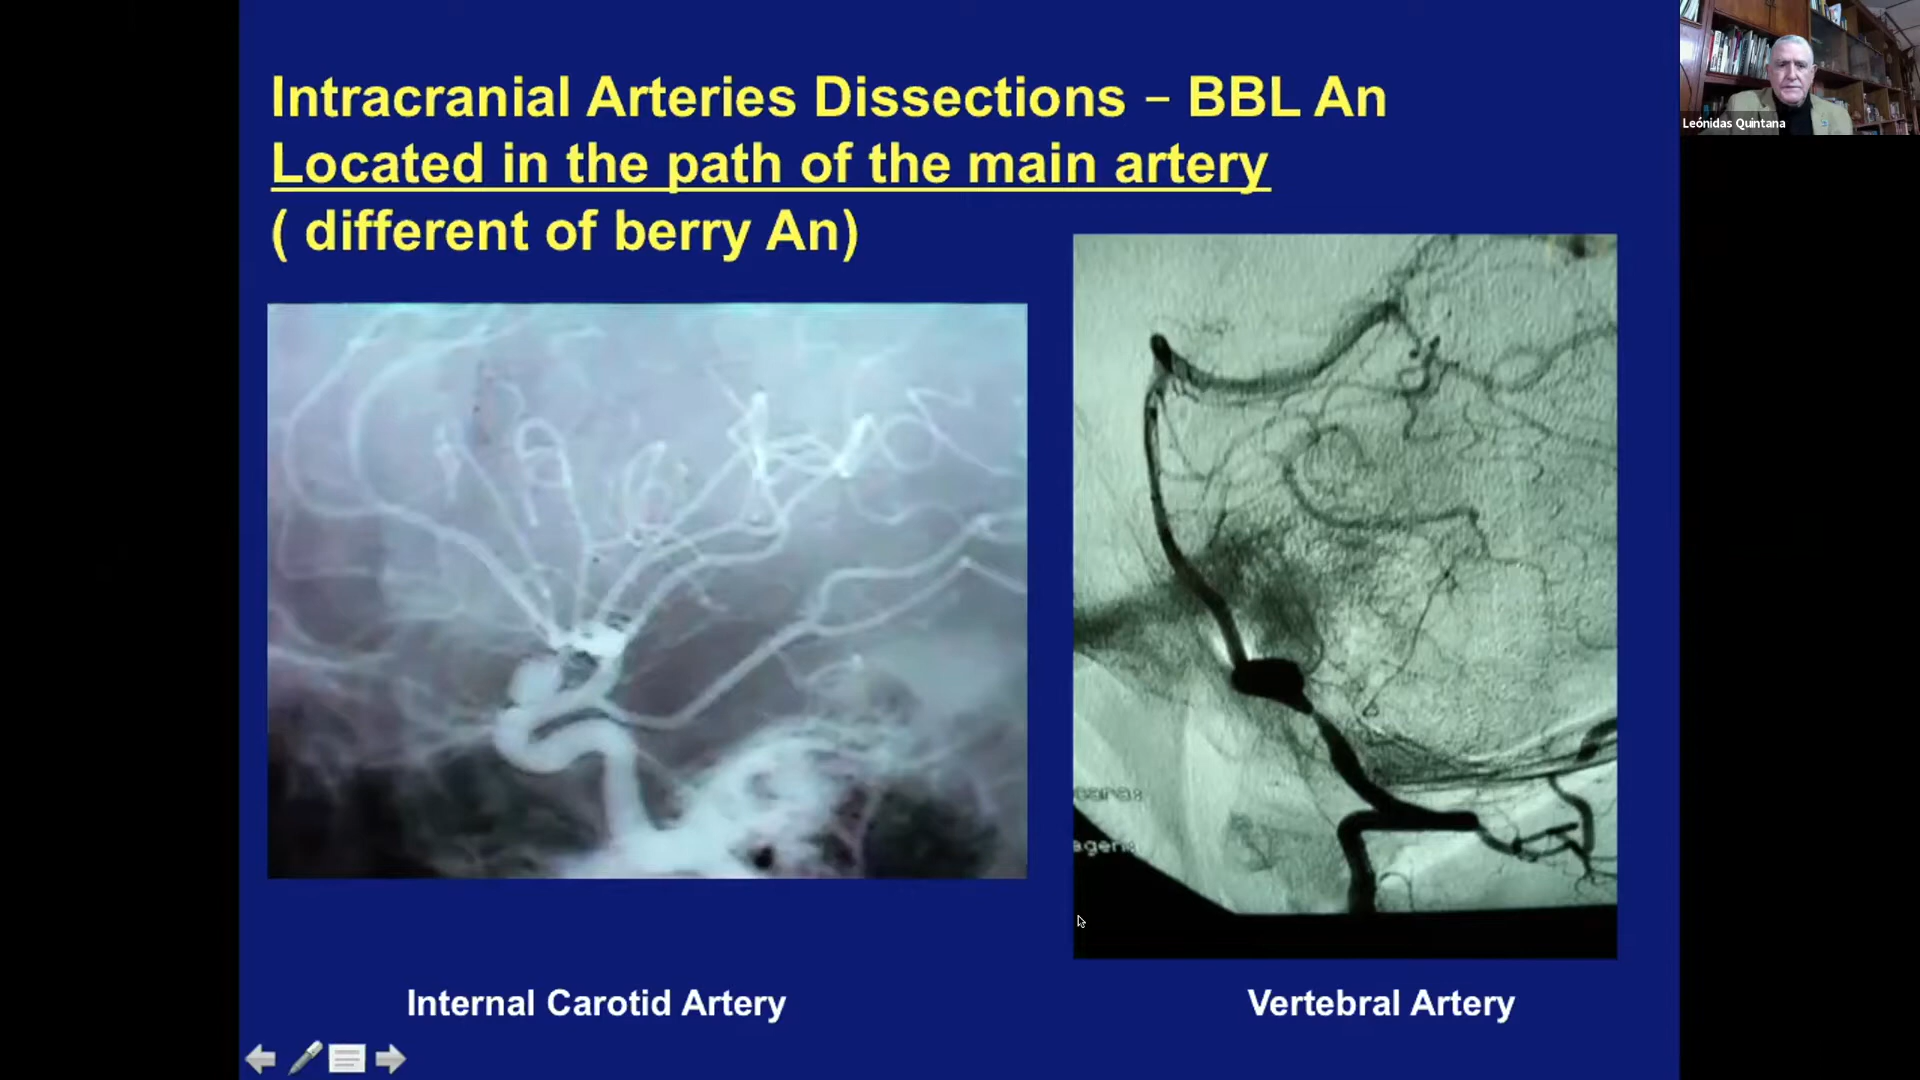 Intracranial Arteries Dissections – BBL An
Located in the path of the main artery
( different of berry An)
Leónidas Quintana
Internal Carotid Artery
Vertebral Artery